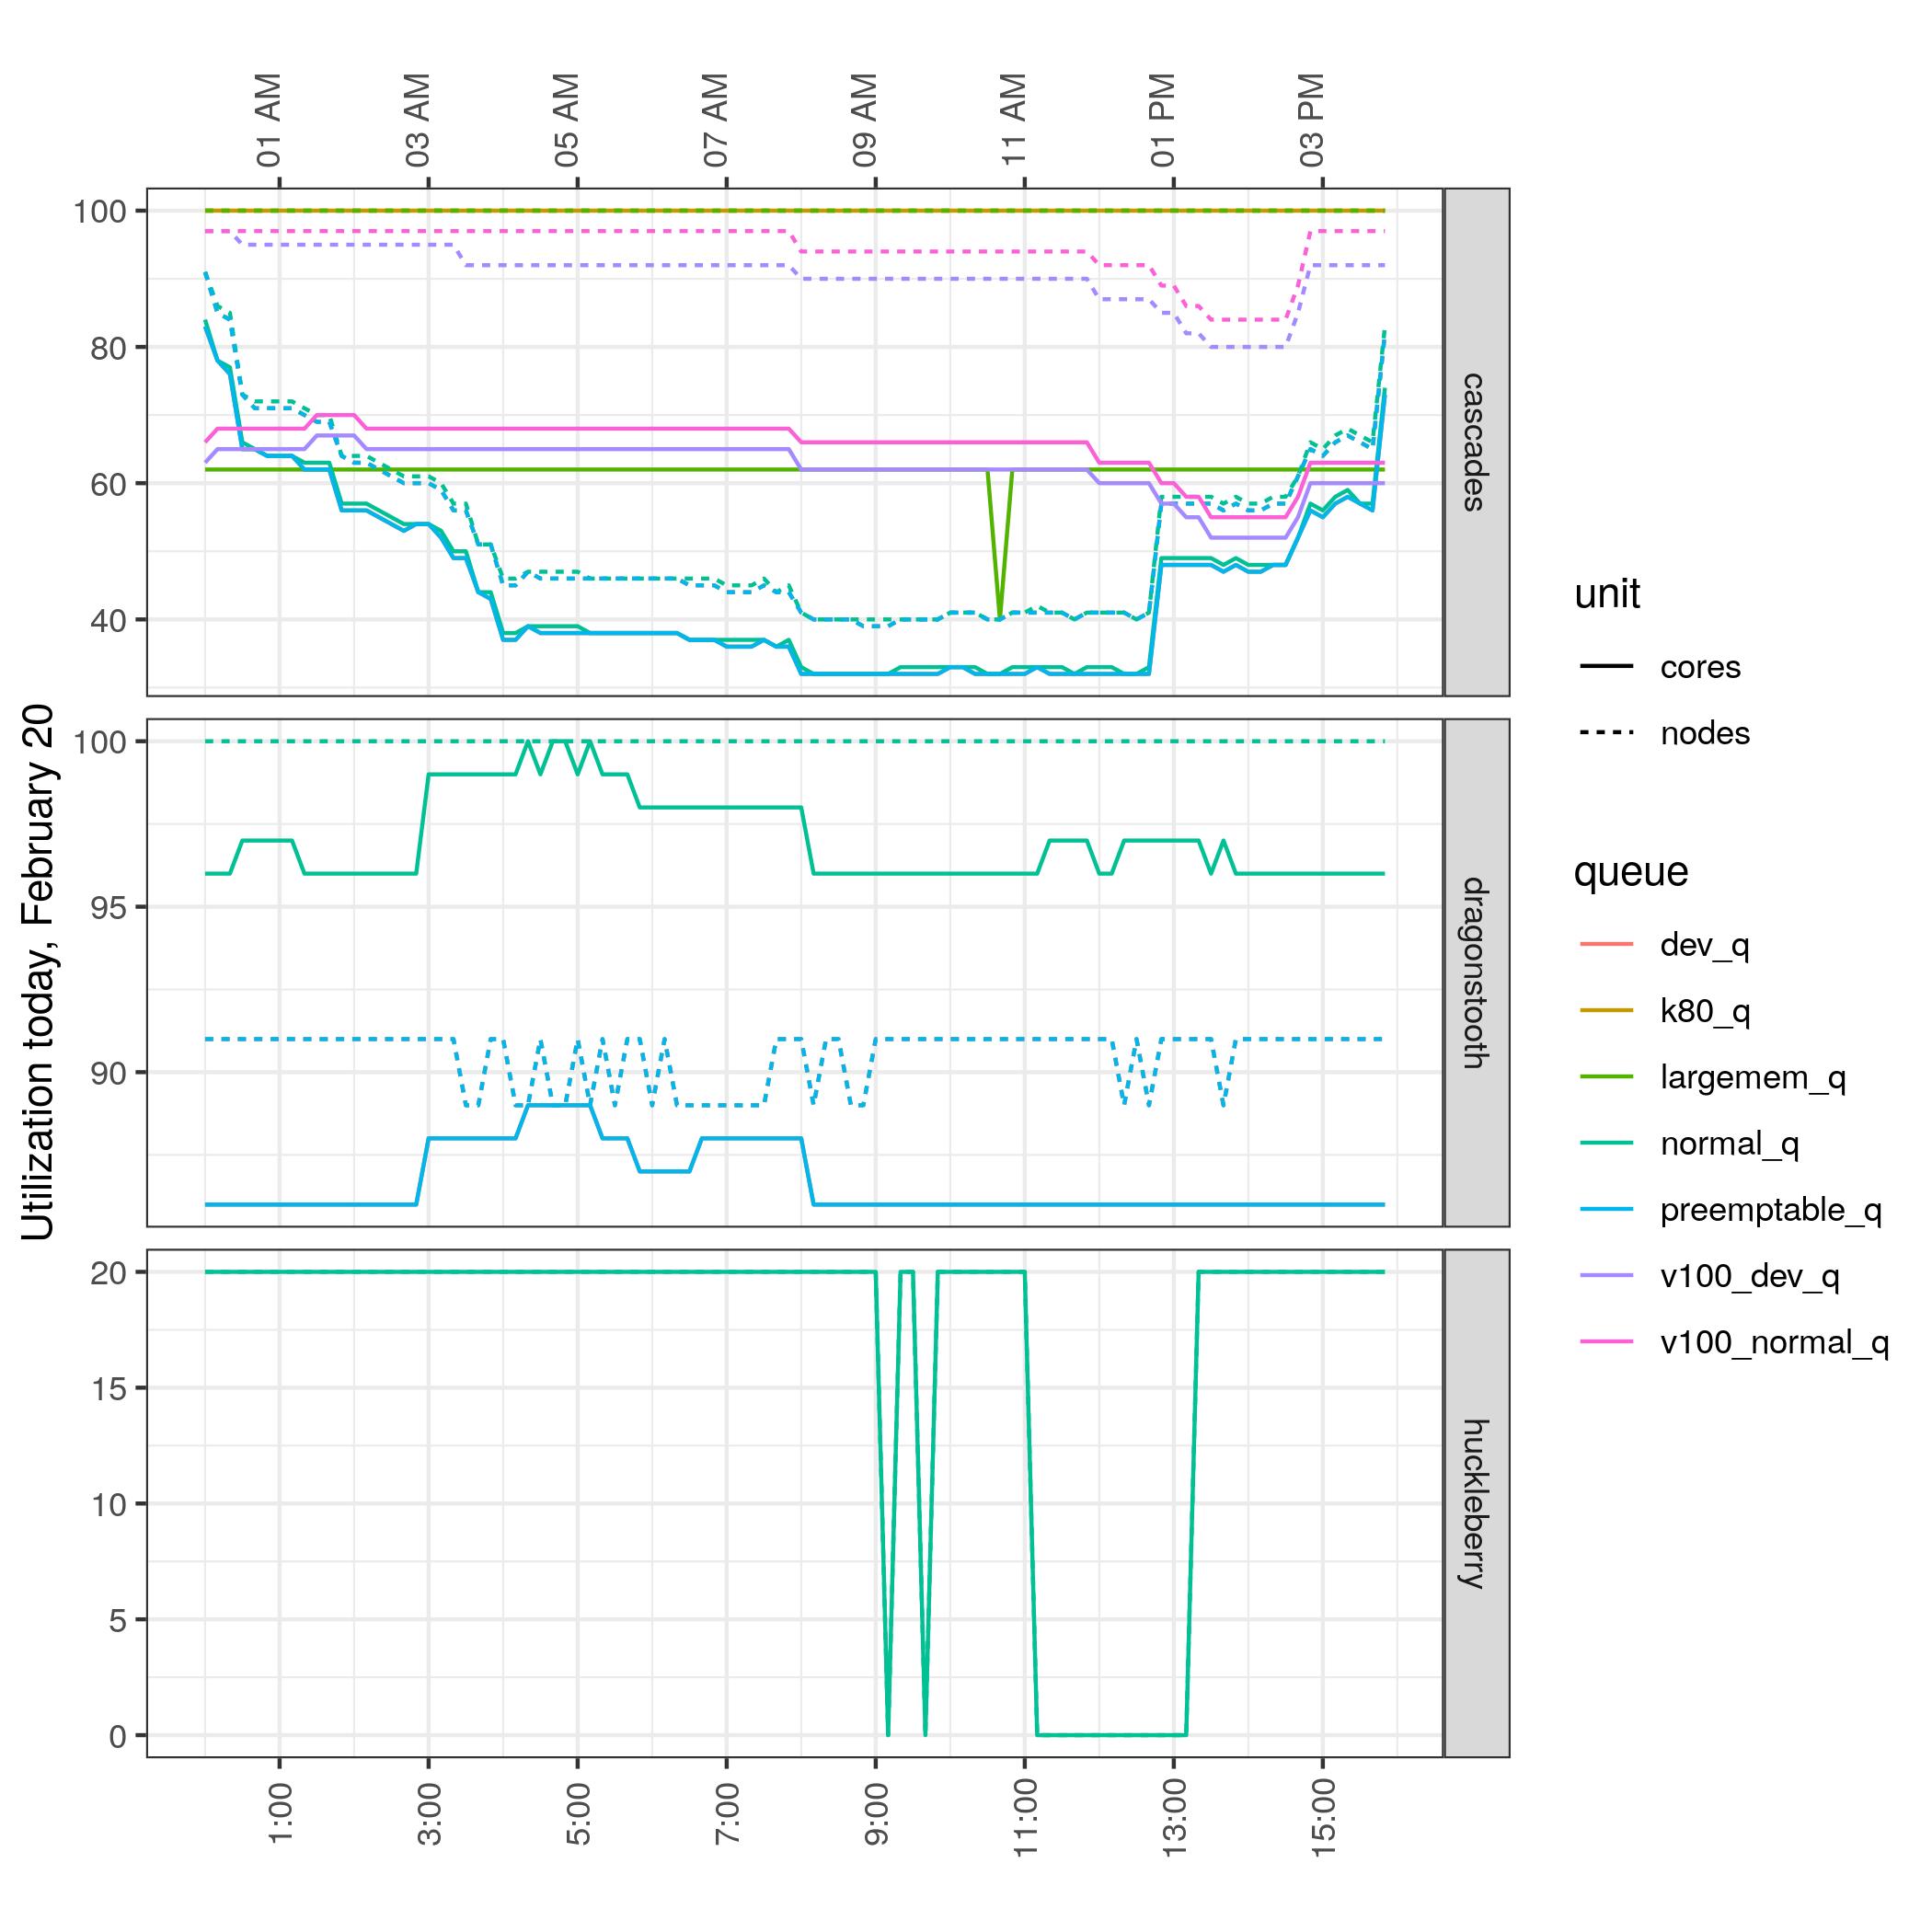 01 AM
03 AM
05 AM
07 AM
09 AM
11 AM
01 PM
03 PM
Utilization today, February 20
100
80
60
40
cascades
100
95
90
dragonstooth
20
15
10
5
0
huckleberry
1:00
3:00
5:00
7:00
9:00
11:00
13:00
15:00
unit
cores
nodes
queue
dev_q
k80_q
largemem_q
normal_q
preemptable_q
v100_dev_q
v100_normal_q